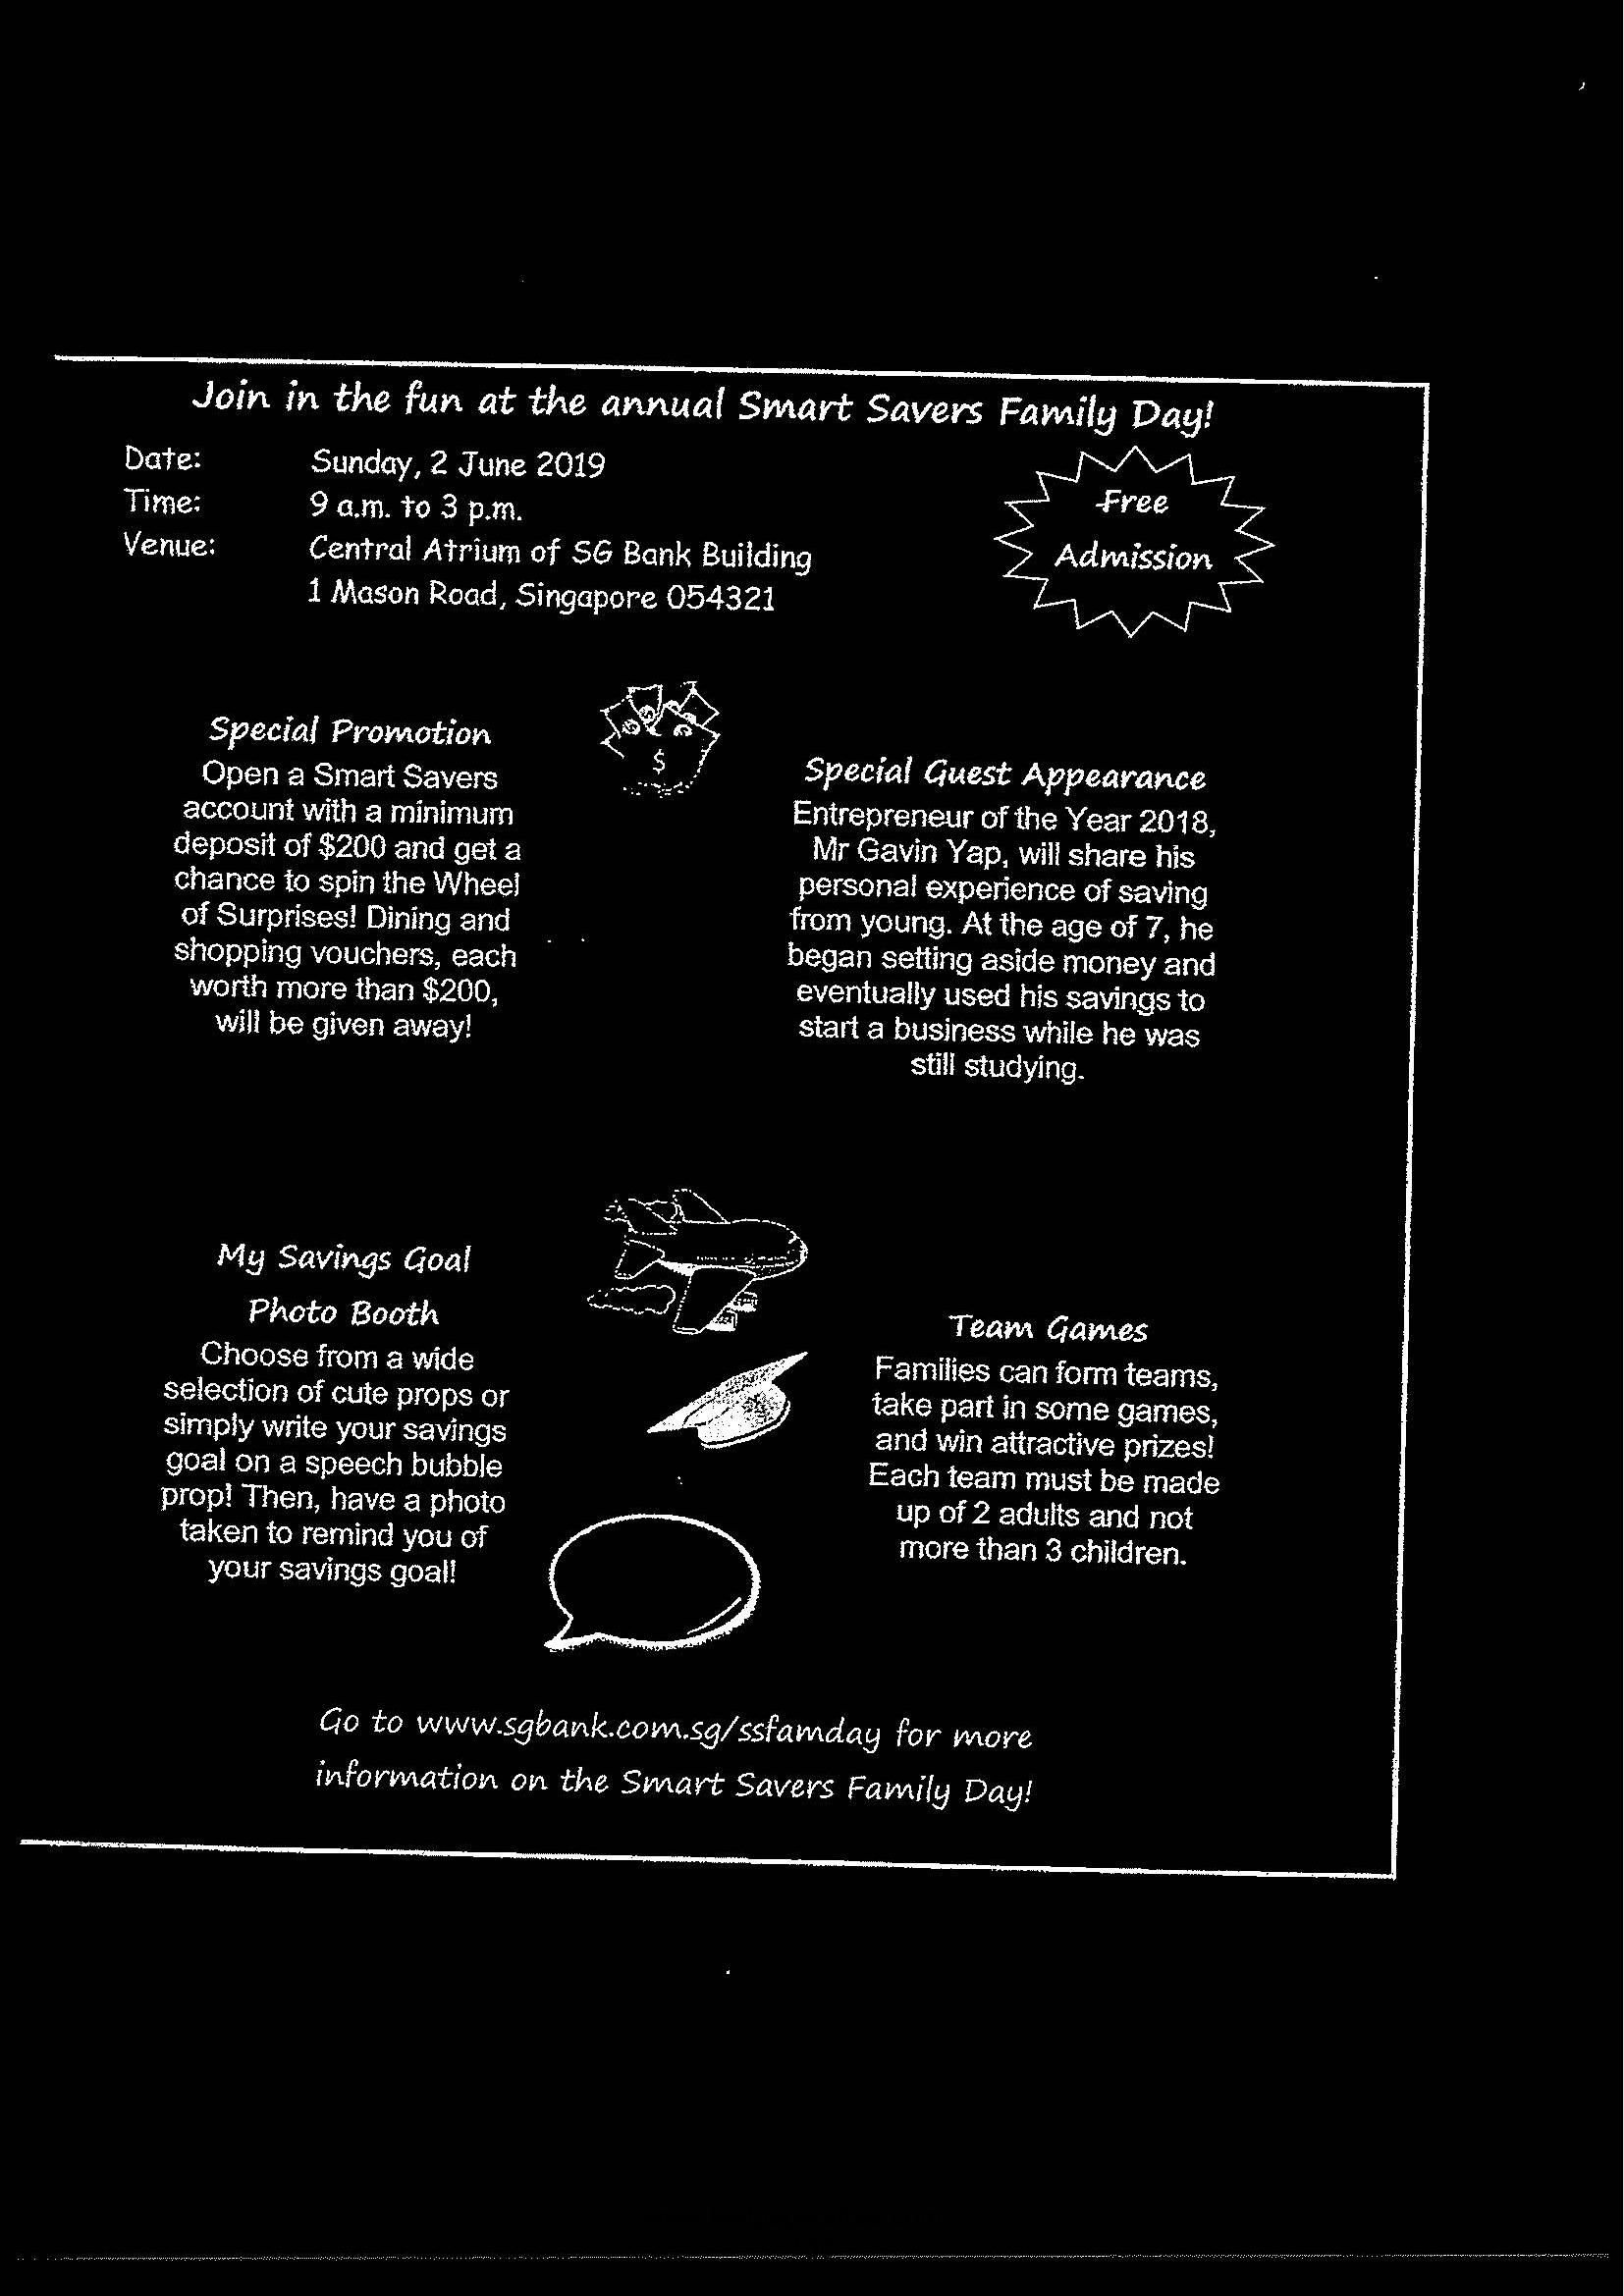 Join in the fun at the annual Smart Savers Family Day!
Date: Sunday, 2 June 2019
Time: 9 a.m. to 3 p.m.
Venue: Central Atrium of SG Bank Building
1 Mason Road, Singapore 054321
Free
Admission
Special Promotion
Open a Smart Savers
account with a minimum
deposit of $200 and get a
chance to spin the Wheel
of Surprises! Dining and
shopping vouchers, each
worth more than $200,
will be given away!
$
Special Guest Appearance
Entrepreneur of the Year 2018,
Mr Gavin Yap, will share his
personal experience of saving
from young. At the age of 7, he
began setting aside money and
eventually used his savings to
start a business while he was
still studying.
My Savings Goal
Photo Booth
Choose from a wide
selection of cute props or
simply write your savings
goal on a speech bubble
prop! Then, have a photo
taken to remind you of
your savings goal!
Team Games
Families can form teams,
take part in some games,
and win attractive prizes!
Each team must be made
up of 2 adults and not
more than 3 children.
Go to www.sgbank.com.sg/ssfamday for more
information on the Smart Savers Family Day!